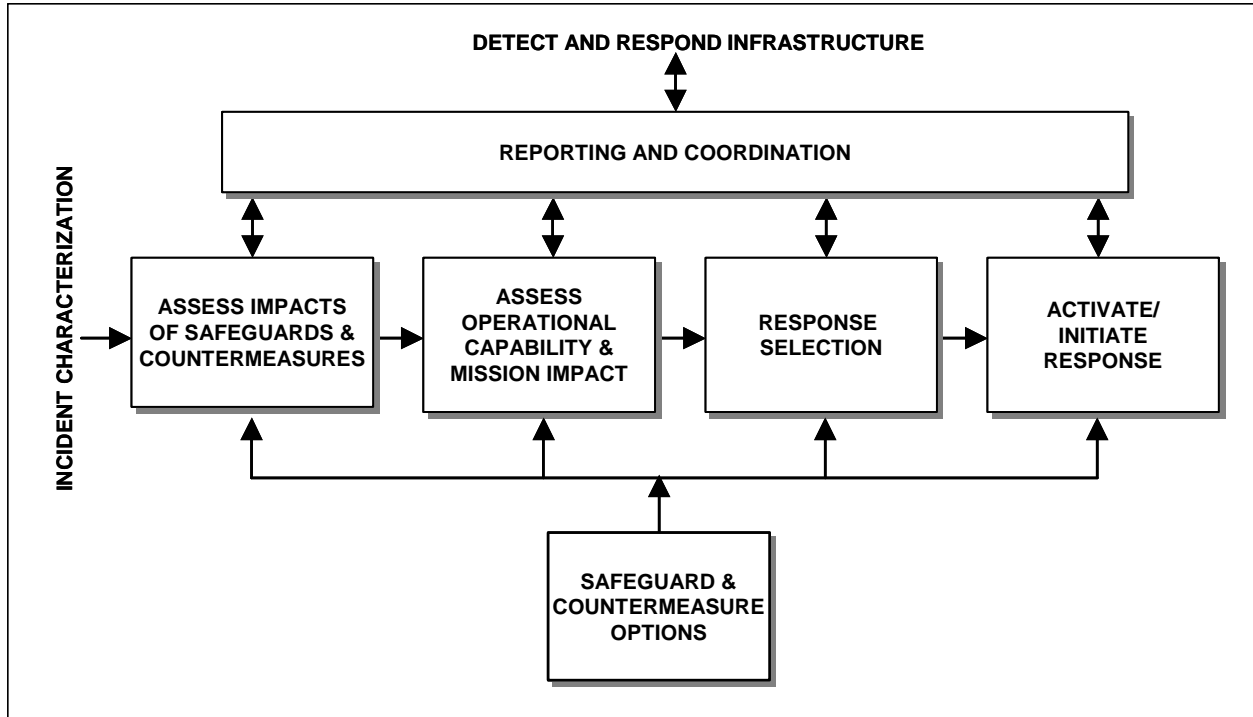 DETECT AND RESPOND INFRASTRUCTURE
REPORTING AND COORDINATION
INCIDENT CHARACTERIZATION
ASSESS IMPACTS
OF SAFEGUARDS &
COUNTERMEASURES
ASSESS
OPERATIONAL
CAPABILITY &
MISSION IMPACT
RESPONSE
SELECTION
ACTIVATE/
INITIATE
RESPONSE
SAFEGUARD &
COUNTERMEASURE
OPTIONS